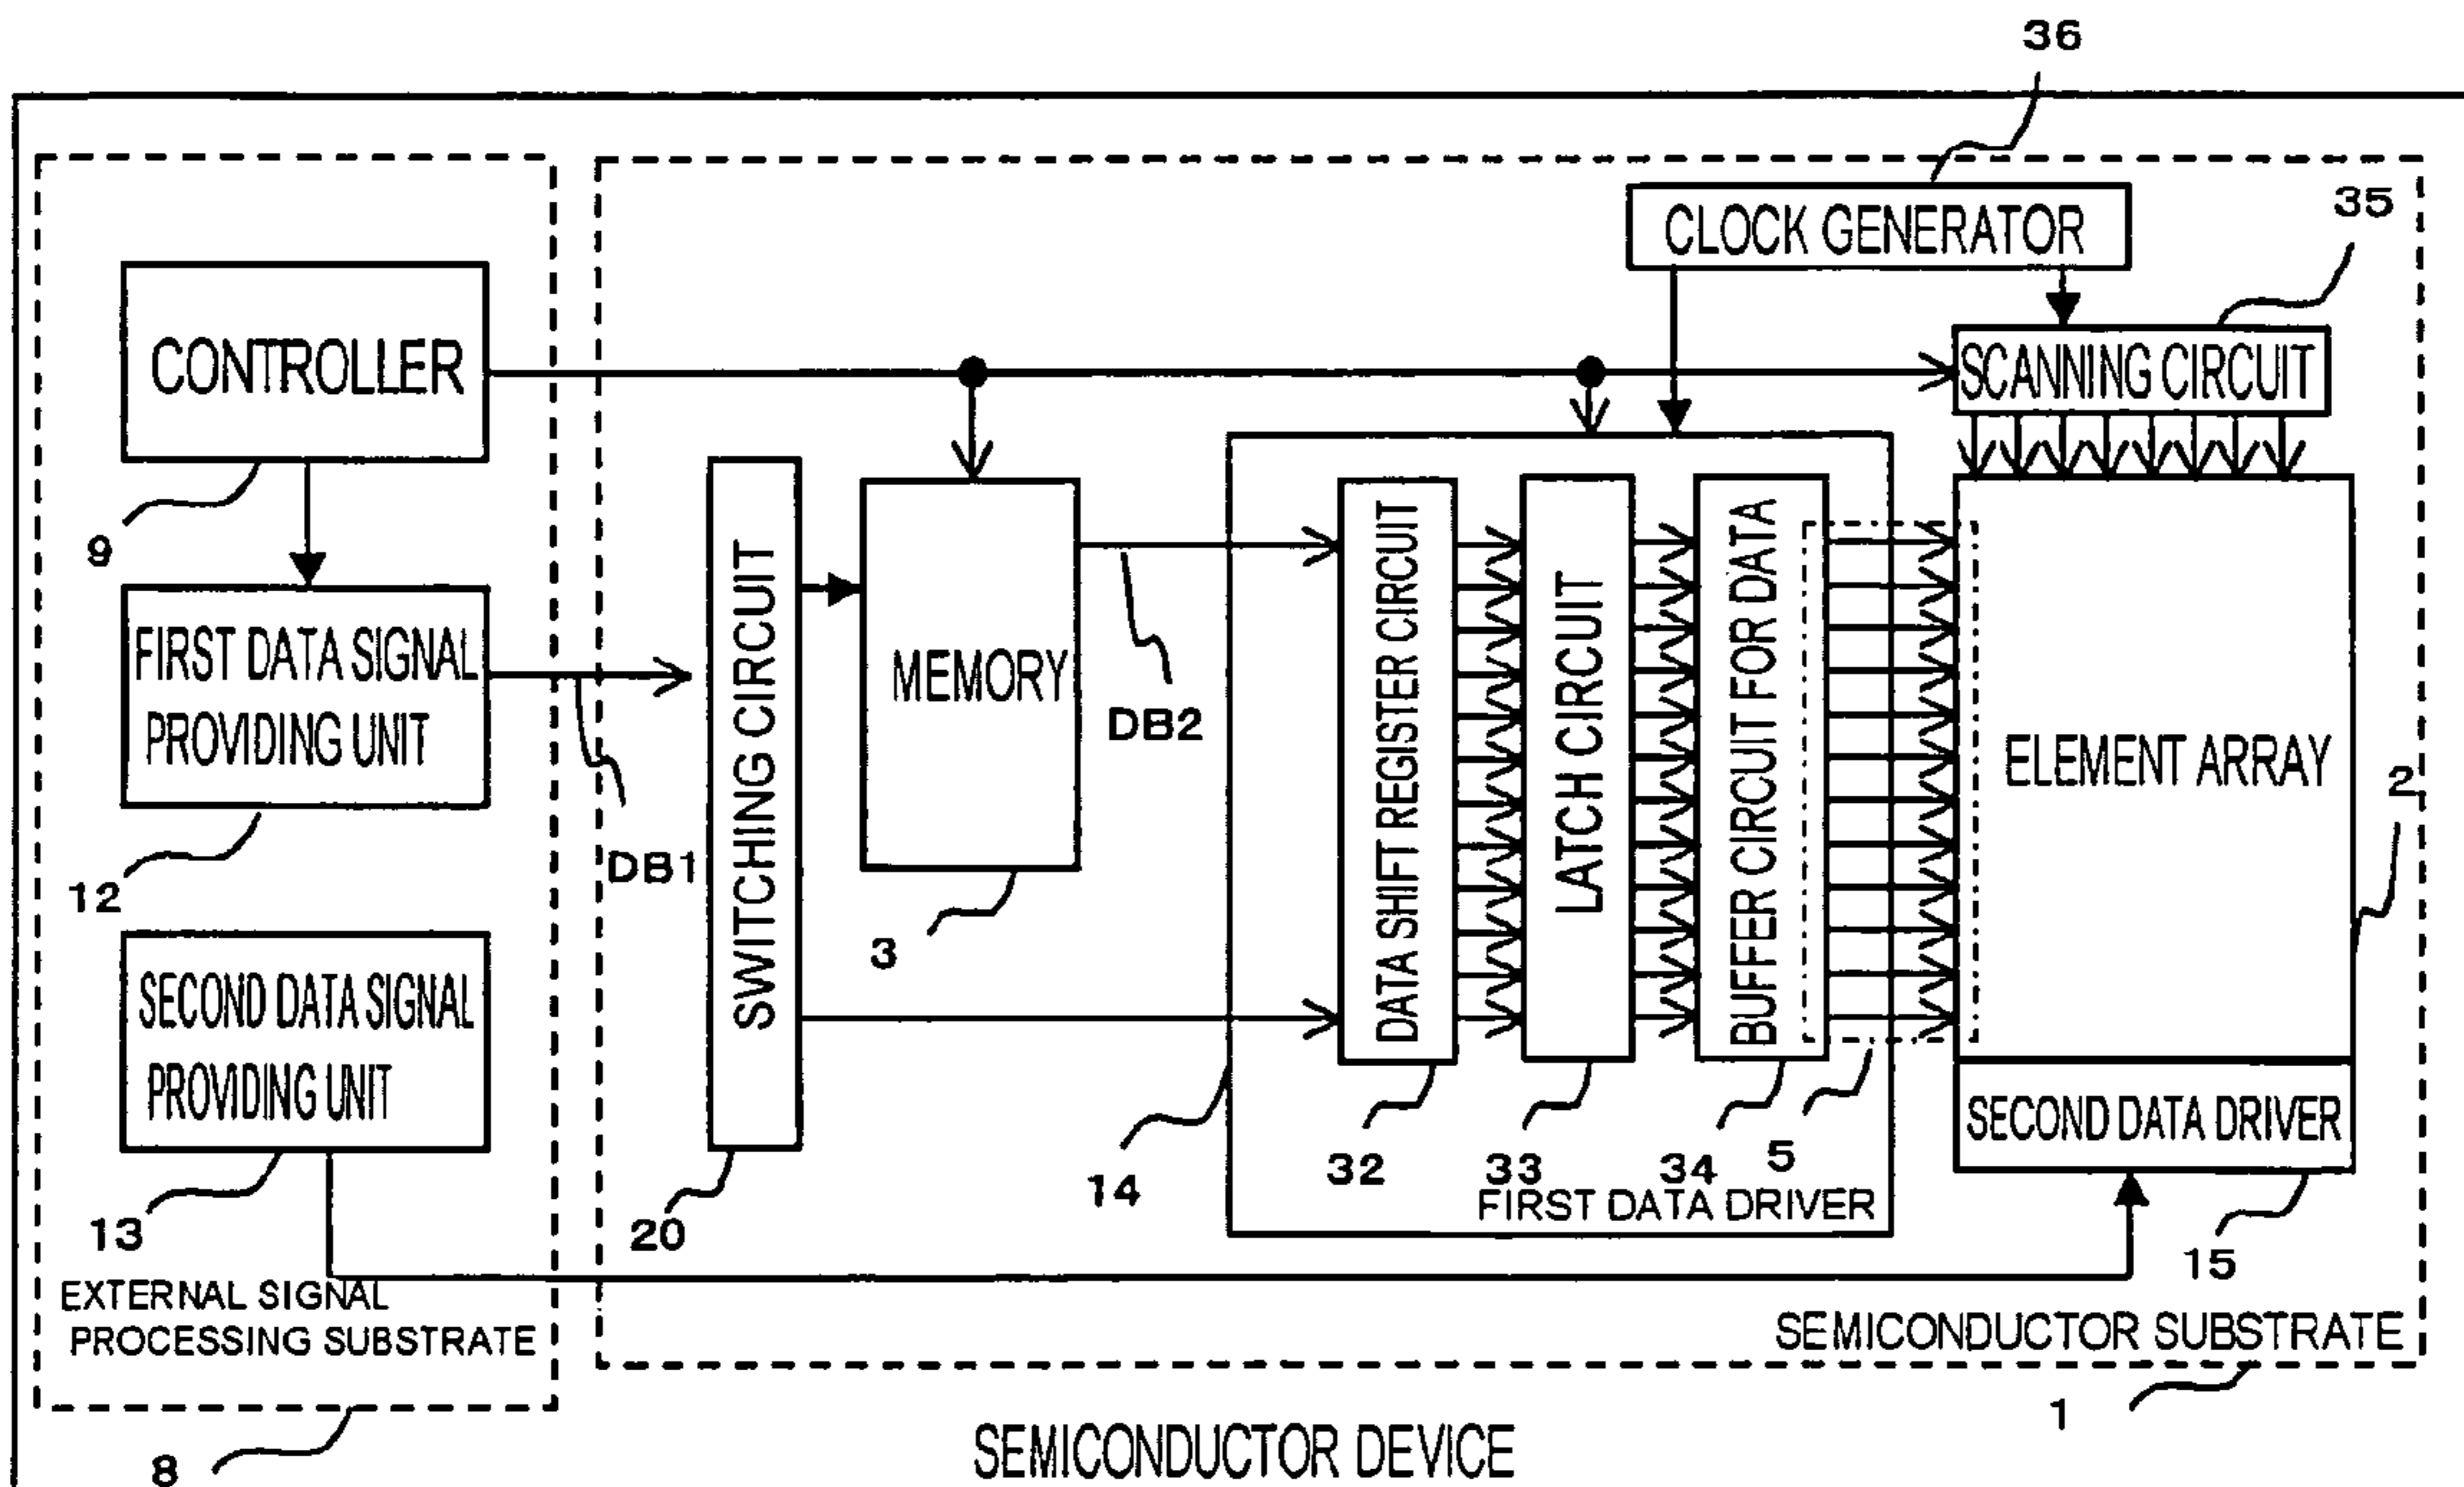 36
CLOCK GENERATOR
35
CONTROLLER
SCANNING CIRCUIT
9
FIRST DATA SIGNAL
PROVIDING UNIT
12
DB1
SWITCHING CIRCUIT
20
MEMORY
3
DB2
DATA SHIFT REGISTER CIRCUIT
LATCH CIRCUIT
BUFFER CIRCUIT FOR DATA
ELEMENT ARRAY
2
SECOND DATA SIGNAL
PROVIDING UNIT
13
14
32
33
34
5
FIRST DATA DRIVER
SECOND DATA DRIVER
15
EXTERNAL SIGNAL
PROCESSING SUBSTRATE
8
SEMICONDUCTOR SUBSTRATE
1
SEMICONDUCTOR DEVICE